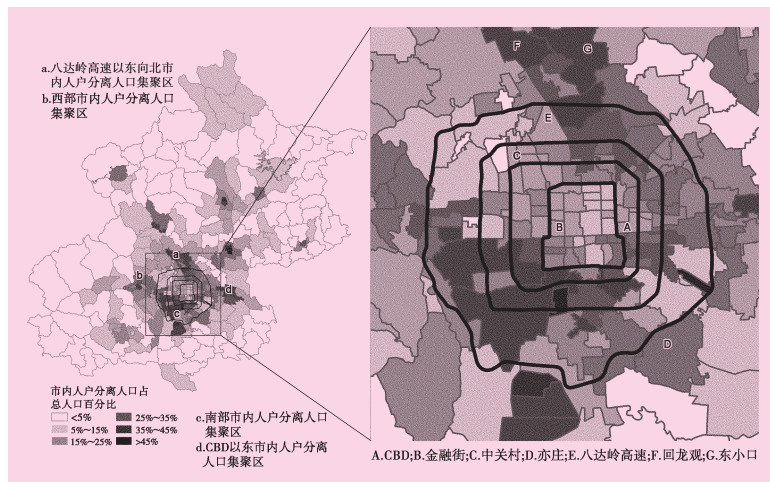 a.八达岭高速以东向北市
内人户分离人口集聚区
b.西部市内人户分离人口
集聚区
a
b
c
d
市内人户分离人口占
总人口百分比
<5%
5%~15%
15%~25%
25%~35%
35%~45%
>45%
c.南部市内人户分离人口
集聚区
d.CBD以东市内人户分离
人口集聚区
F
G
E
C
B
A
D
A.CBD;B.金融街;C.中关村;D.亦庄;E.八达岭高速;F.回龙观;G.东小口